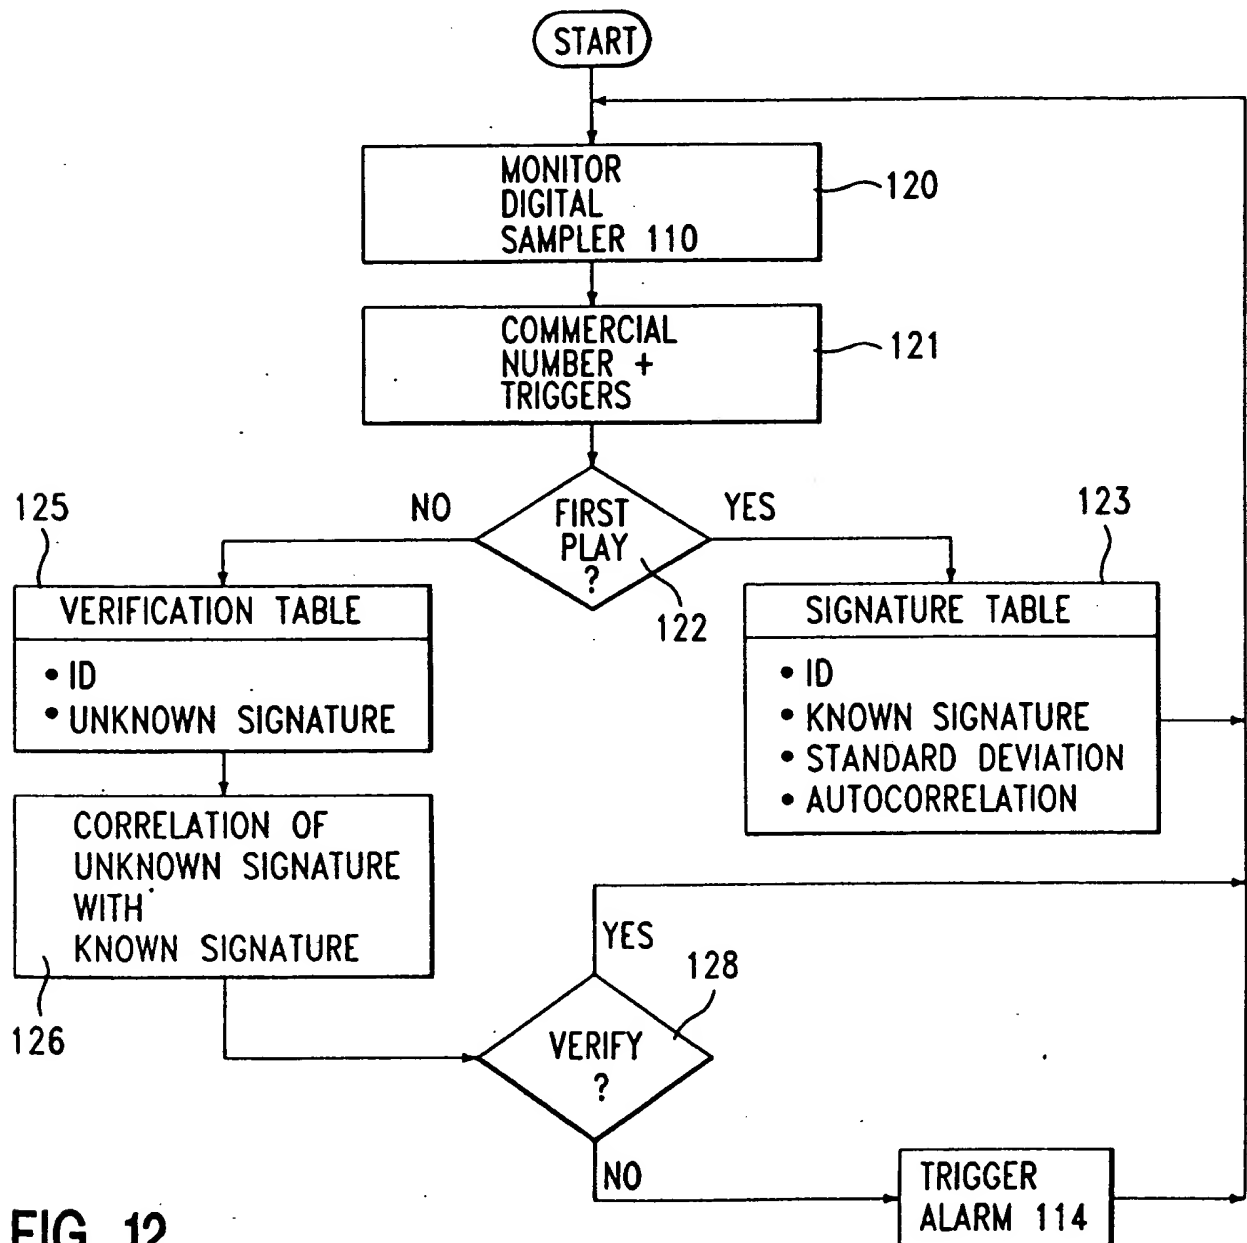 START
MONITOR
DIGITAL
SAMPLER 110
120
COMMERCIAL
NUMBER +
TRIGGERS
121
FIRST
PLAY
?
NO
YES
122
125
VERIFICATION TABLE
• ID
• UNKNOWN SIGNATURE
123
SIGNATURE TABLE
• ID
• KNOWN SIGNATURE
• STANDARD DEVIATION
• AUTOCORRELATION
CORRELATION OF
UNKNOWN SIGNATURE
WITH
KNOWN SIGNATURE
126
YES
128
VERIFY
?
NO
TRIGGER
ALARM 114
FIG. 12